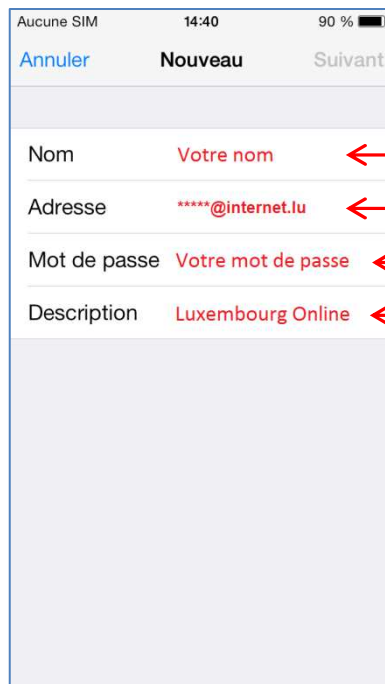 Aucune SIM 14:40 90 %
Annuler Nouveau Suivant
Nom Votre nom
Adresse *****@internet.lu
Mot de passe Votre mot de passe
Description Luxembourg Online